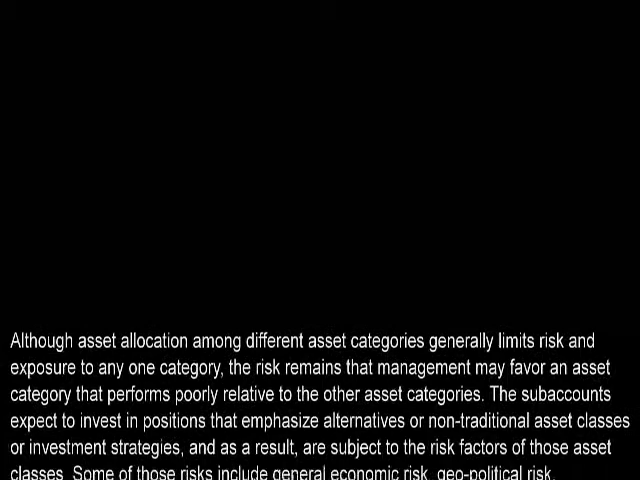 Although asset allocation among different asset categories generally limits risk and
exposure to any one category, the risk remains that management may favor an asset
category that performs poorly relative to the other asset categories. The subaccounts
expect to invest in positions that emphasize alternatives or non-traditional asset classes
or investment strategies, and as a result, are subject to the risk factors of those asset
classes. Some of those risks include general economic risk, geo-political risk,